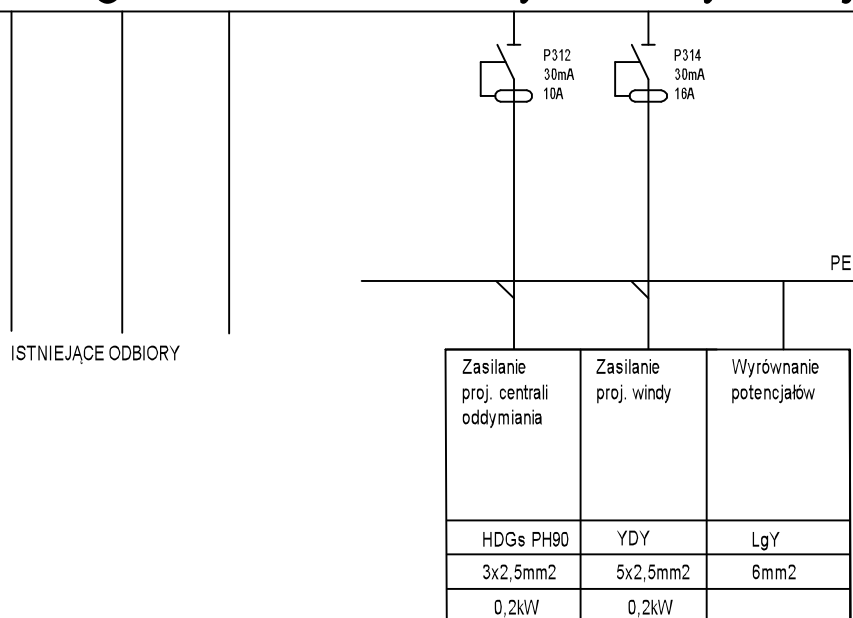 P312
30mA
10A
P314
30mA
16A
PE
ISTNIEJĄCE ODBIORY
Zasilanie
proj. centrali
oddymiania
Zasilanie
proj. windy
Wyrównanie
potencjałów
HDGs PH90
YDY
LgY
3x2,5mm2
5x2,5mm2
6mm2
0,2kW
0,2kW